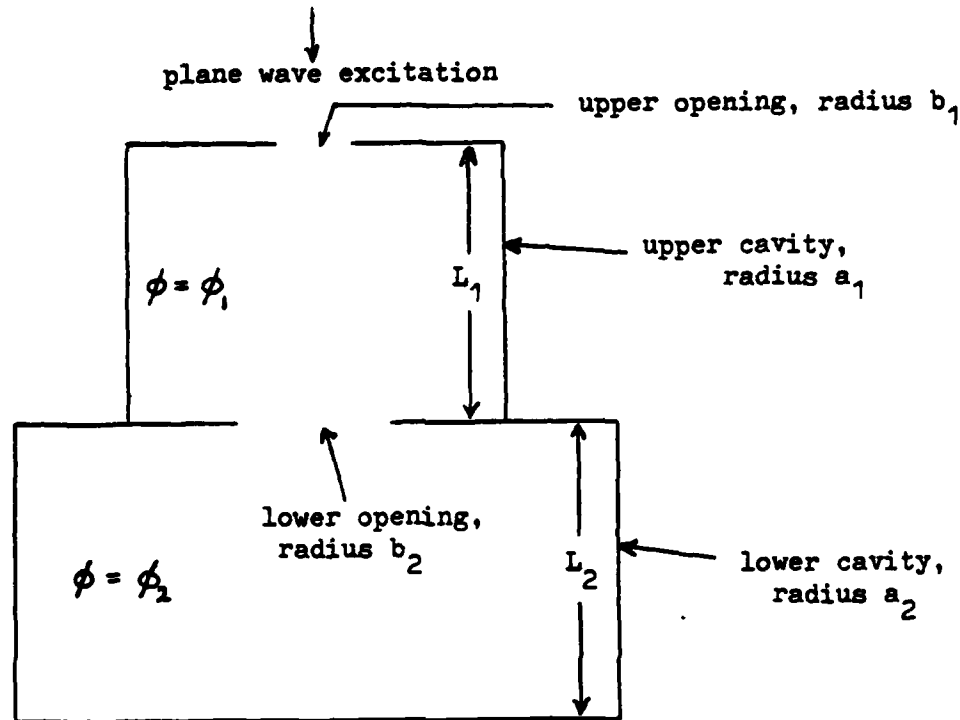 plane wave excitation
upper opening, radius b₁
upper cavity,
radius a₁
L₁
ϕ = ϕ₁
lower opening,
radius b₂
L₂
lower cavity,
radius a₂
ϕ = ϕ₂